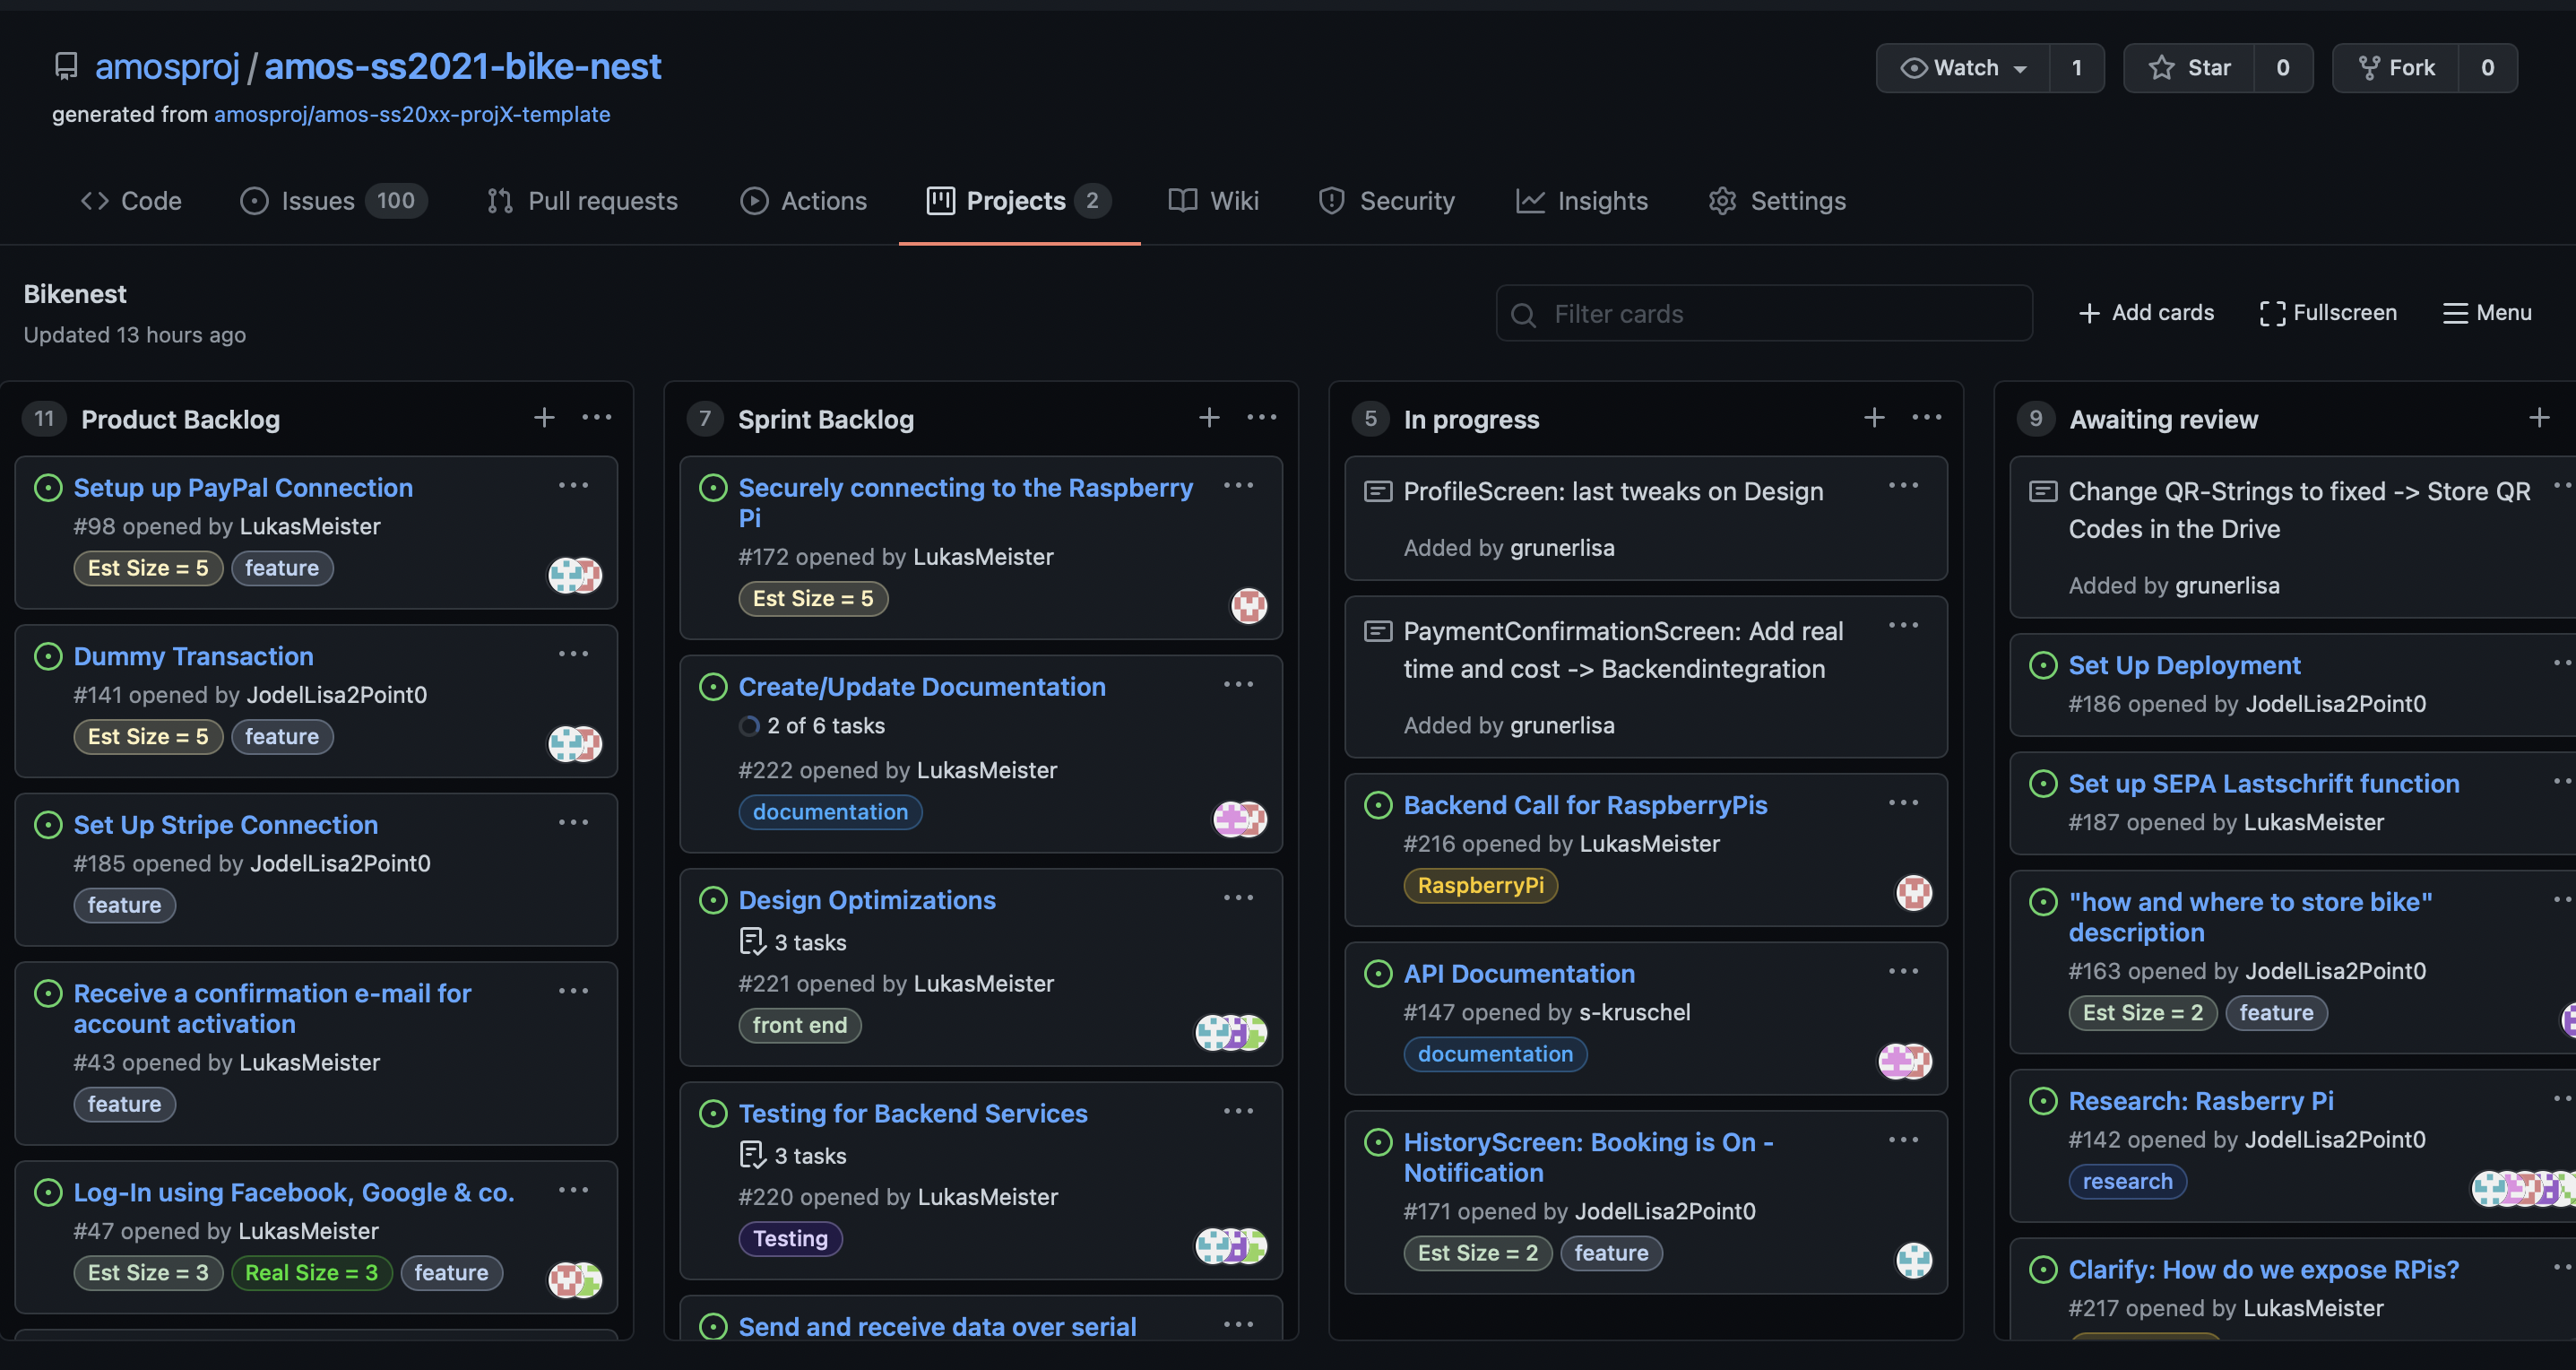 amosproj / amos-ss2021-bike-nest
Watch 1
Star 0
Fork 0
generated from amosproj/amos-ss20xx-projX-template
Code
Issues 100
Pull requests
Actions
Projects 2
Wiki
Security
Insights
Settings
Bikenest
Updated 13 hours ago
Filter cards
Add cards
Fullscreen
Menu
11 Product Backlog
Setup up PayPal Connection
#98 opened by LukasMeister
Est Size = 5 feature
Dummy Transaction
#141 opened by JodelLisa2Point0
Est Size = 5 feature
Set Up Stripe Connection
#185 opened by JodelLisa2Point0
feature
Receive a confirmation e-mail for
account activation
#43 opened by LukasMeister
feature
Log-In using Facebook, Google & co.
#47 opened by LukasMeister
Est Size = 3 Real Size = 3 feature
7 Sprint Backlog
Securely connecting to the Raspberry
Pi
#172 opened by LukasMeister
Est Size = 5
Create/Update Documentation
2 of 6 tasks
#222 opened by LukasMeister
documentation
Design Optimizations
3 tasks
#221 opened by LukasMeister
front end
Testing for Backend Services
3 tasks
#220 opened by LukasMeister
Testing
Send and receive data over serial
5 In progress
ProfileScreen: last tweaks on Design
Added by grunerlisa
PaymentConfirmationScreen: Add real
time and cost -> Backendintegration
Added by grunerlisa
Backend Call for RaspberryPis
#216 opened by LukasMeister
RaspberryPi
API Documentation
#147 opened by s-kruschel
documentation
HistoryScreen: Booking is On -
Notification
#171 opened by JodelLisa2Point0
Est Size = 2 feature
9 Awaiting review
Change QR-Strings to fixed -> Store QR
Codes in the Drive
Added by grunerlisa
Set Up Deployment
#186 opened by JodelLisa2Point0
Set up SEPA Lastschrift function
#187 opened by LukasMeister
"how and where to store bike"
description
#163 opened by JodelLisa2Point0
Est Size = 2 feature
Research: Rasberry Pi
#142 opened by JodelLisa2Point0
research
Clarify: How do we expose RPis?
#217 opened by LukasMeister